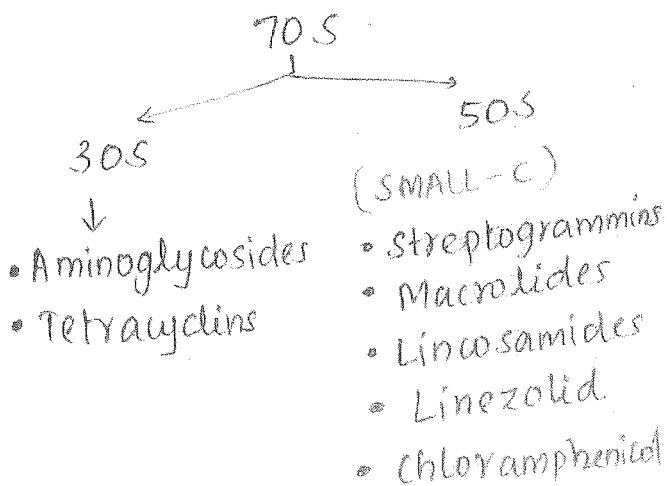 70S
30S
• Aminoglycosides
• Tetracyclins
50S
(SMALL-C)
• Streptogrammins
• Macrolides
• Lincosamides
• Linezolid.
• Chloramphenicol